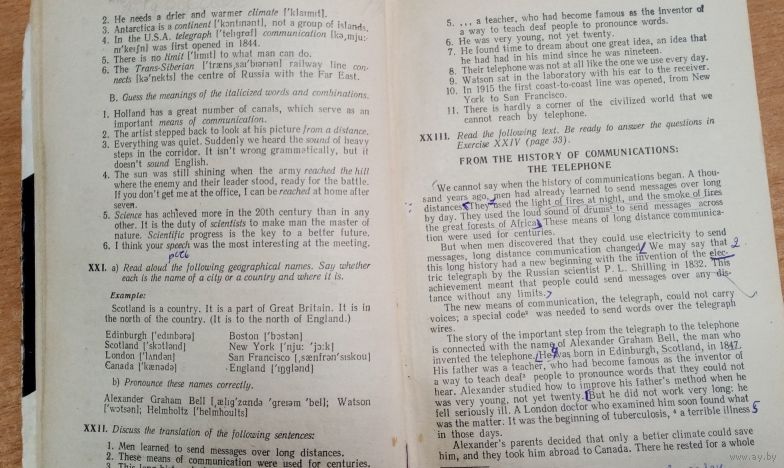 2. He needs a drier and warmer climate ['klaımıt].
3. Antarctica is a continent ['kɔntınənt], not a group of islands.
4. In the U.S.A. telegraph ['telıgrɑf] communication [kə,mju:-
nı'keıʃn] was first opened in 1844.
5. There is no limit ['lımıt] to what man can do.
6. The Trans-Siberian ['træns,saı'bıərıən] railway line con-
nects [kə'nekts] the centre of Russia with the Far East.
B. Guess the meanings of the italicized words and combinations.
1. Holland has a great number of canals, which serve as an
important means of communication.
2. The artist stepped back to look at his picture from a distance.
3. Everything was quiet. Suddenly we heard the sound of heavy
steps in the corridor. It isn't wrong grammatically, but it
doesn't sound English.
4. The sun was still shining when the army reached the hill
where the enemy and their leader stood, ready for the battle.
If you don't get me at the office, I can be reached at home after
seven.
5. Science has achieved more in the 20th century than in any
other. It is the duty of scientists to make man the master of
nature. Scientific progress is the key to a better future.
6. I think your speech was the most interesting at the meeting.
речь
XXI. a) Read aloud the following geographical names. Say whether
each is the name of a city or a country and where it is.
Example:
Scotland is a country. It is a part of Great Britain. It is in
the north of the country. (It is to the north of England.)
Edinburgh ['edınbərə] Boston ['bɔstən]
Scotland ['skɔtlənd] New York ['nju: 'jɔ:k]
London ['lʌndən] San Francisco [,sænfrən'sıskou]
Canada ['kænədə] England ['ıŋglənd]
b) Pronounce these names correctly.
Alexander Graham Bell [,ælıg'zɑndə 'greıəm 'bel]; Watson
['wɔtsən]; Helmholtz ['helmhoults]
XXII. Discuss the translation of the following sentences:
1. Men learned to send messages over long distances.
2. These means of communication were used for centuries.
3. This long
5. ... a teacher, who had become famous as the inventor of
a way to teach deaf people to pronounce words.
6. He was very young, not yet twenty.
7. He found time to dream about one great idea, an idea that
he had had in his mind since he was nineteen.
8. Their telephone was not at all like the one we use every day.
9. Watson sat in the laboratory with his ear to the receiver.
10. In 1915 the first coast-to-coast line was opened, from New
York to San Francisco.
11. There is hardly a corner of the civilized world that we
cannot reach by telephone.
XXIII. Read the following text. Be ready to answer the questions in
Exercise XXIV (page 33).
FROM THE HISTORY OF COMMUNICATIONS:
THE TELEPHONE
We cannot say when the history of communications began. A thou-
sand years ago, men had already learned to send messages over long
distances. They used the light of fires at night, and the smoke of fires
by day. They used the loud sound of drums¹ to send messages across
the great forests of Africa. These means of long distance communica-
tion were used for centuries.
But when men discovered that they could use electricity to send
messages, long distance communication changed. We may say that 2
this long history had a new beginning with the invention of the elec-
tric telegraph by the Russian scientist P. L. Shilling in 1832. This
achievement meant that people could send messages over any dis-
tance without any limits.
The new means of communication, the telegraph, could not carry
voices; a special code² was needed to send words over the telegraph
wires.
The story of the important step from the telegraph to the telephone
is connected with the name of Alexander Graham Bell, the man who
invented the telephone. He was born in Edinburgh, Scotland, in 1847.
His father was a teacher, who had become famous as the inventor of
a way to teach deaf³ people to pronounce words that they could not
hear. Alexander studied how to improve his father's method when he
was very young, not yet twenty. But he did not work very long: he
fell seriously ill. A London doctor who examined him soon found what
was the matter. It was the beginning of tuberculosis, ⁴ a terrible illness 5
in those days.
Alexander's parents decided that only a better climate could save
him, and they took him abroad to Canada. There he rested for a whole
www.ay.by